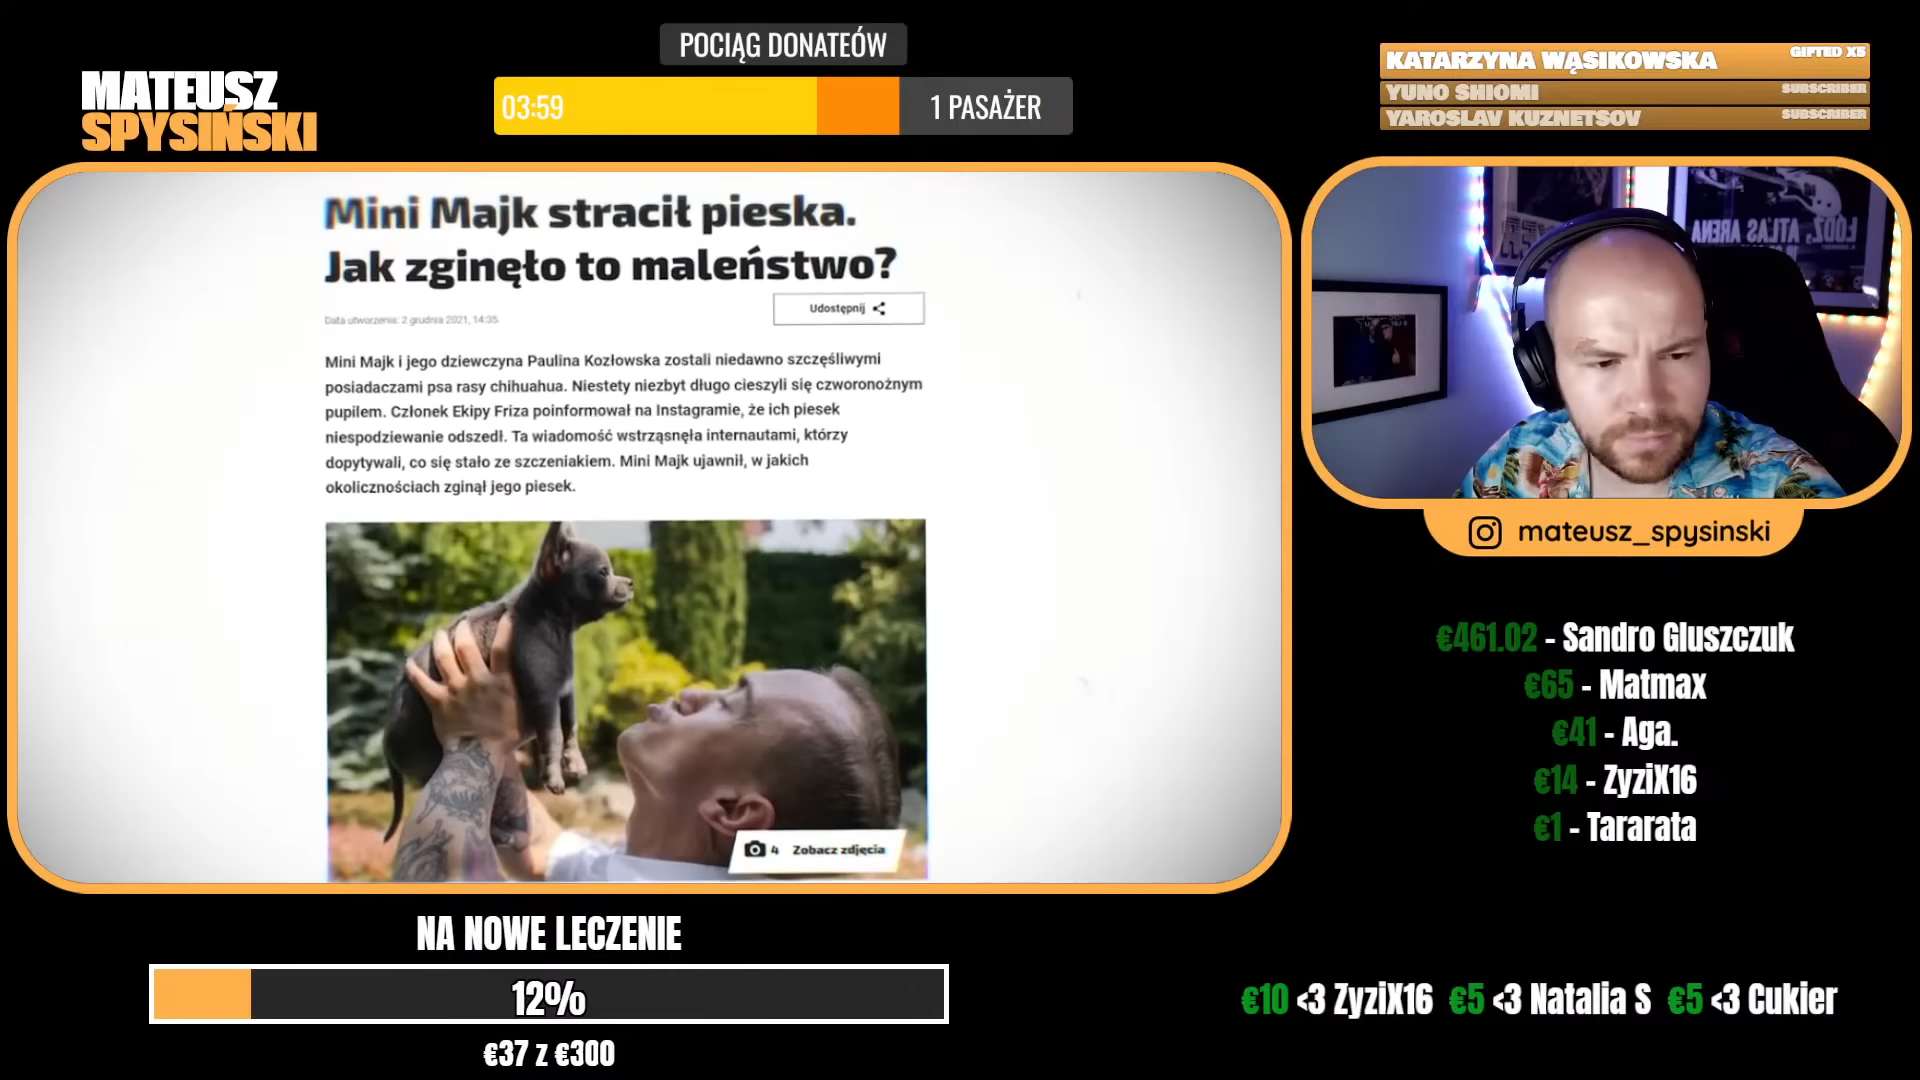 MATEUSZ
SPYSIŃSKI
POCIĄG DONATEÓW
03:59
1 PASAŻER
KATARZYNA WĄSIKOWSKA GIFTED X5
YUNO SHIOMI SUBSCRIBER
YAROSLAV KUZNETSOV SUBSCRIBER
Mini Majk stracił pieska.
Jak zginęło to maleństwo?
Data utworzenia: 2 grudnia 2021, 14:35.
Udostępnij
Mini Majk i jego dziewczyna Paulina Kozłowska zostali niedawno szczęśliwymi
posiadaczami psa rasy chihuahua. Niestety niezbyt długo cieszyli się czworonożnym
pupilem. Członek Ekipy Friza poinformował na Instagramie, że ich piesek
niespodziewanie odszedł. Ta wiadomość wstrząsnęła internautami, którzy
dopytywali, co się stało ze szczeniakiem. Mini Majk ujawnił, w jakich
okolicznościach zginął jego piesek.
4 Zobacz zdjęcia
ŁÓDŹ, ATLAS ARENA
mateusz_spysinski
€461.02 - Sandro Gluszczuk
€65 - Matmax
€41 - Aga.
€14 - ZyziX16
€1 - Tararata
NA NOWE LECZENIE
12%
€37 z €300
€10 <3 ZyziX16 €5 <3 Natalia S €5 <3 Cukier